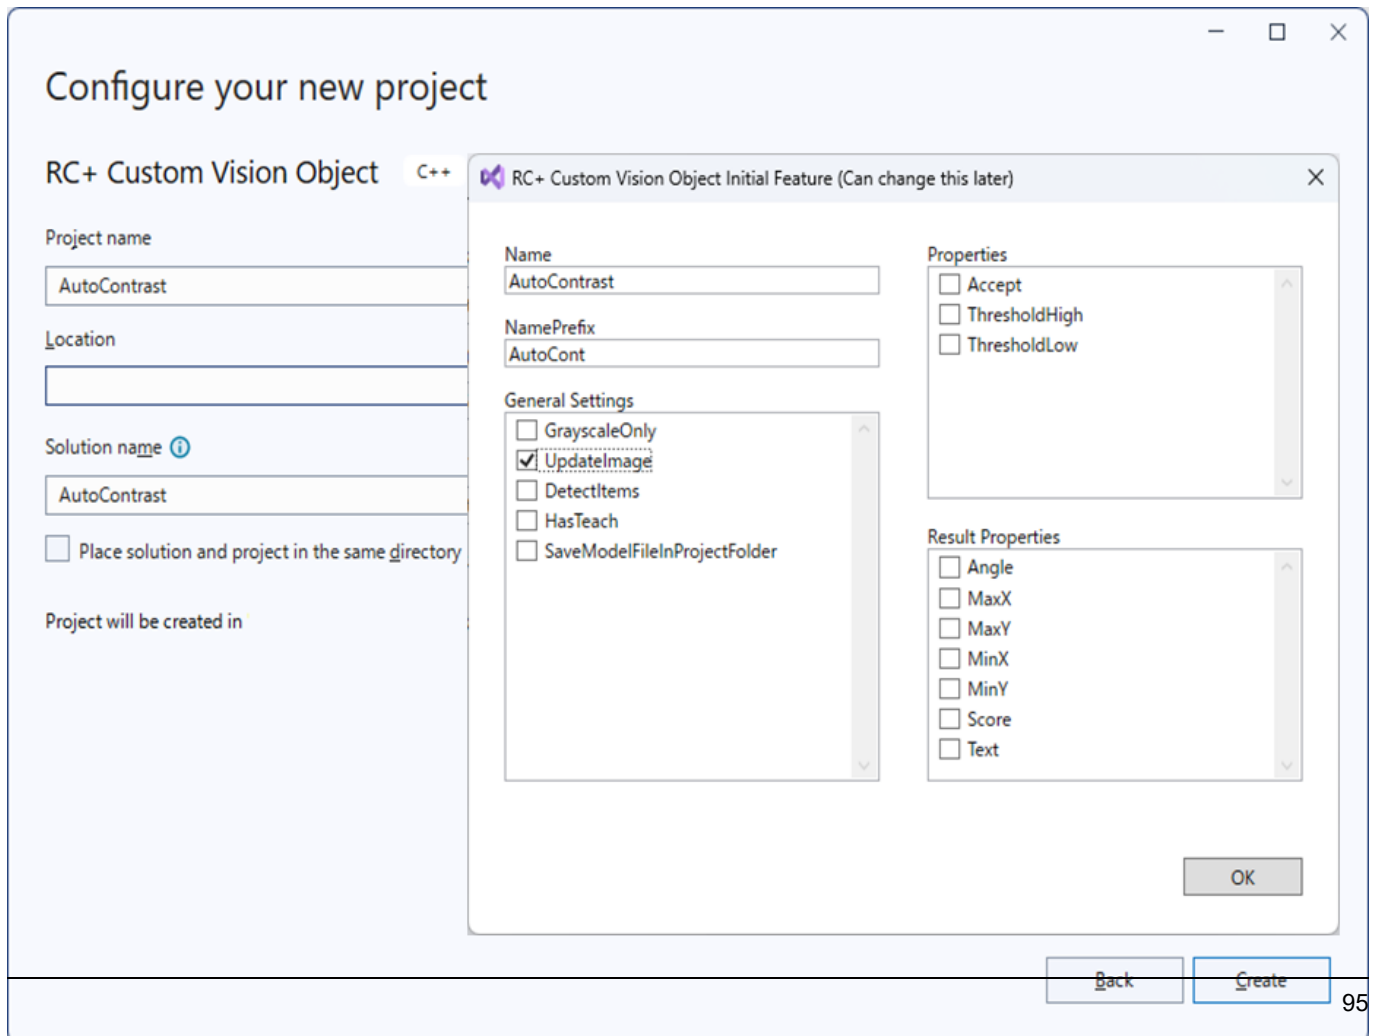 Configure your new project
RC+ Custom Vision Object C++
Project name
AutoContrast
Location
Solution name
AutoContrast
Place solution and project in the same directory
Project will be created in
RC+ Custom Vision Object Initial Feature (Can change this later)
Name
AutoContrast
NamePrefix
AutoCont
General Settings
GrayscaleOnly
UpdateImage
DetectItems
HasTeach
SaveModelFileInProjectFolder
Properties
Accept
ThresholdHigh
ThresholdLow
Result Properties
Angle
MaxX
MaxY
MinX
MinY
Score
Text
OK
Back Create
95